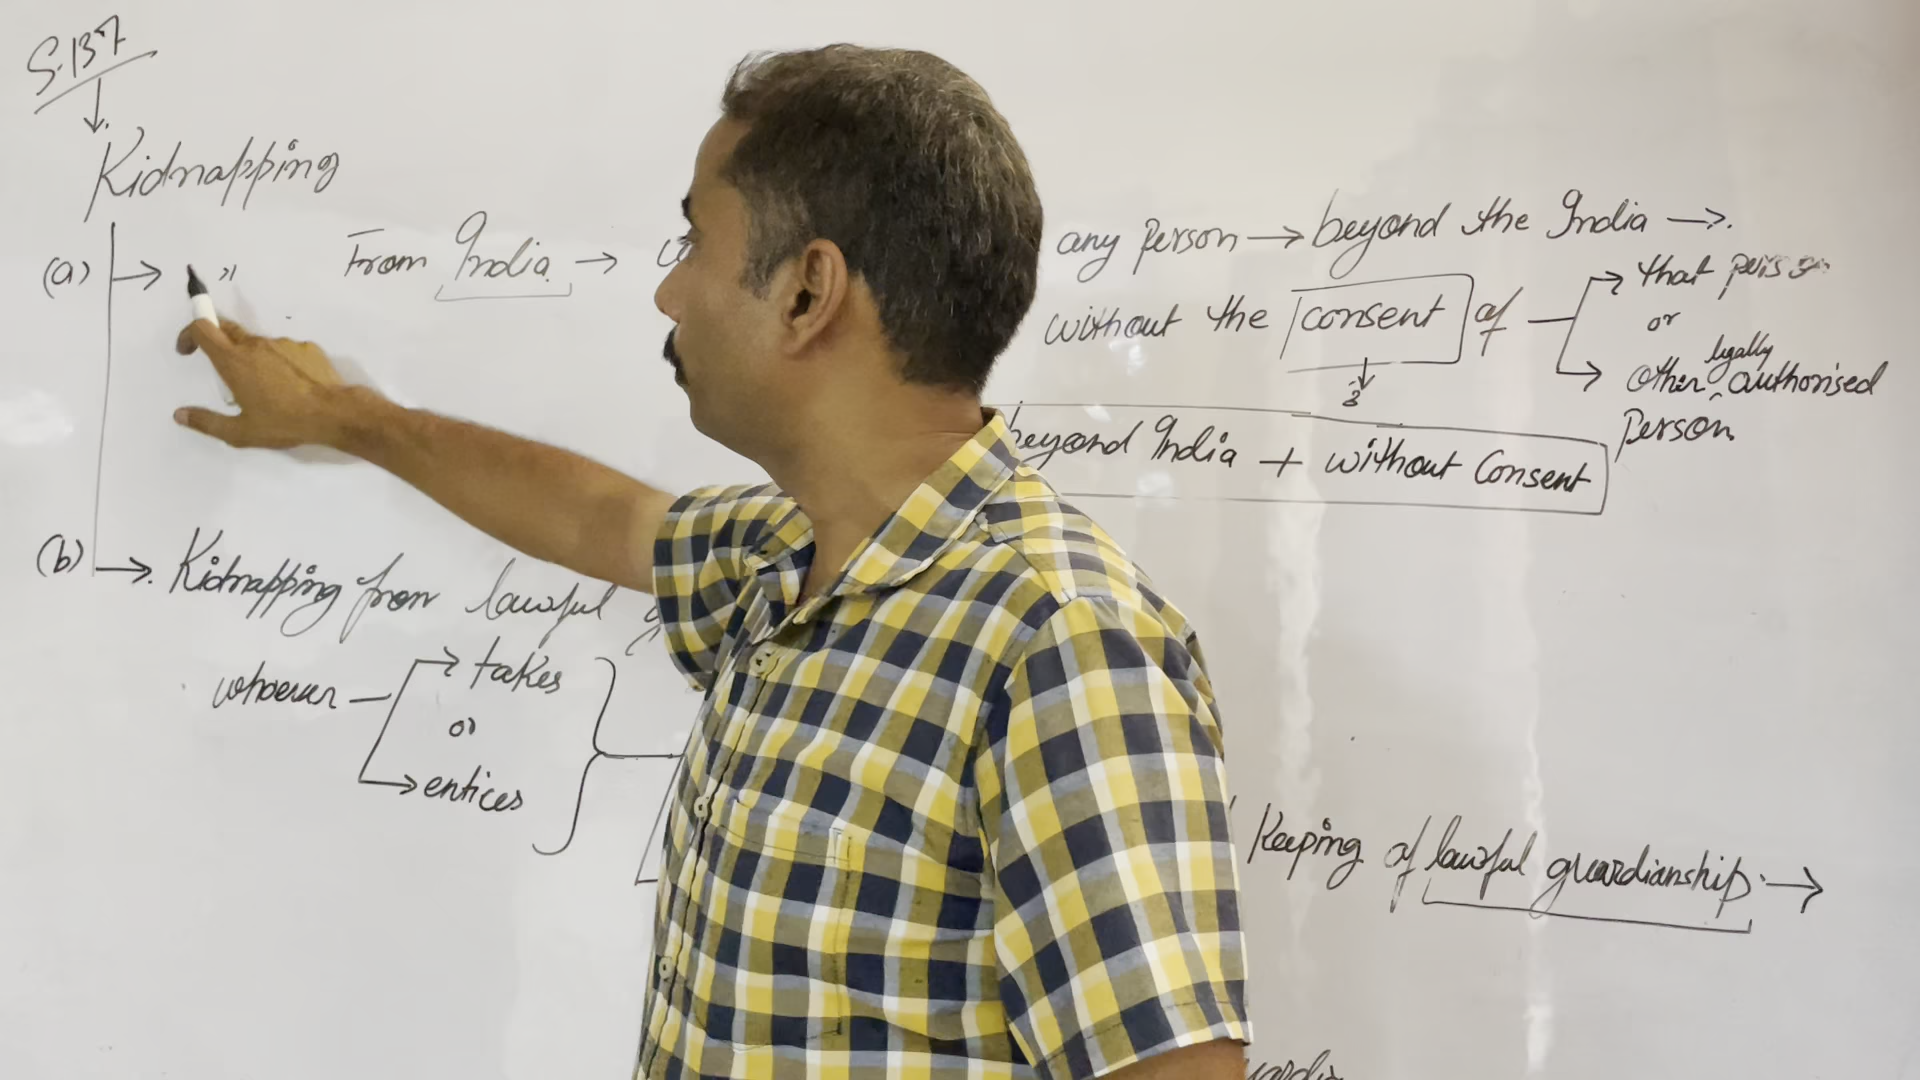 S.137
Kidnapping
(a) → " " From India → any person → beyond the India →
without the consent of → that person
or
→ other legally authorised
person
beyond India + without Consent
(b) → Kidnapping from lawful
whoever → takes
or
→ entices
Keeping of lawful guardianship →